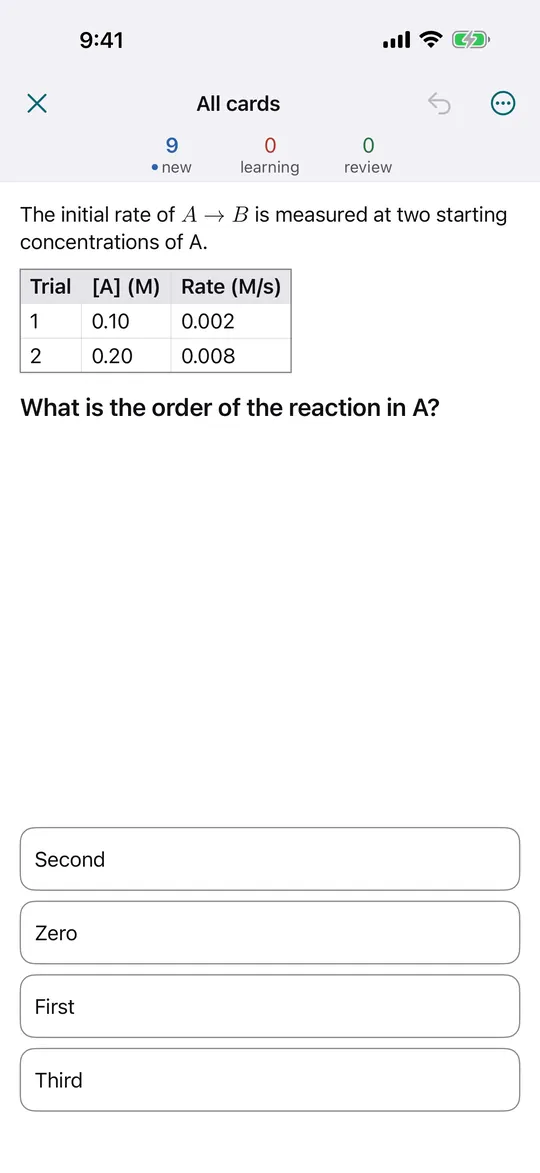 9:41
All cards
9 0 0
new learning review
The initial rate of A → B is measured at two starting
concentrations of A.
Trial [A] (M) Rate (M/s)
1 0.10 0.002
2 0.20 0.008
What is the order of the reaction in A?
Second
Zero
First
Third